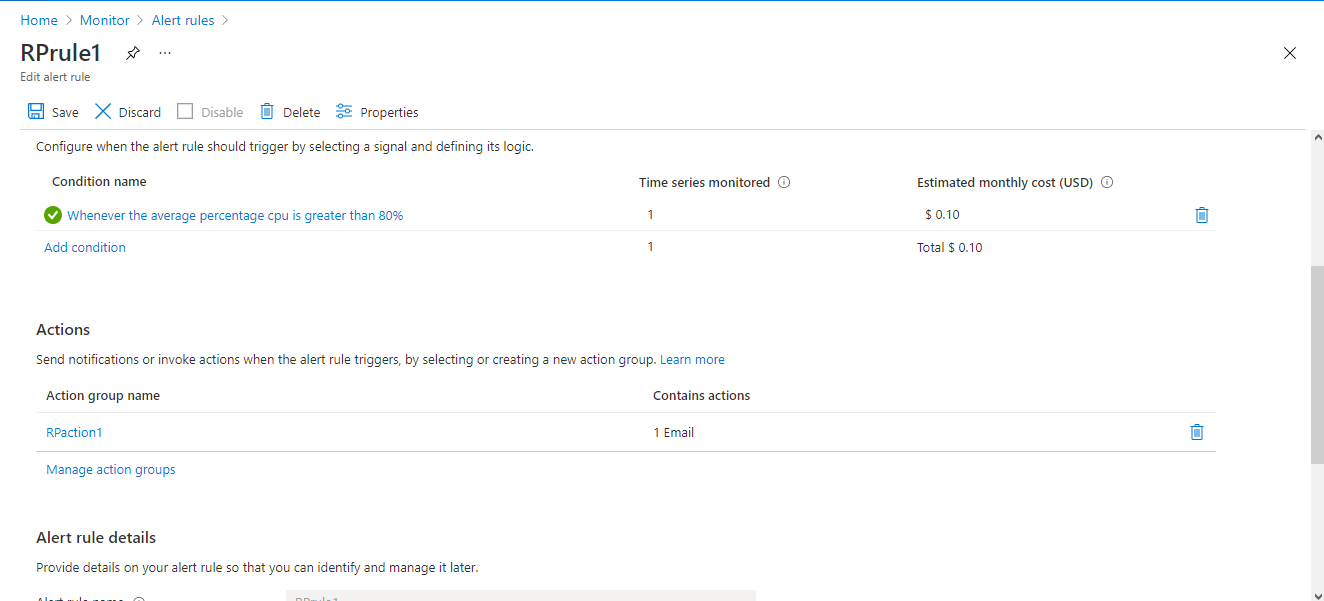 Home > Monitor > Alert rules >
RPrule1 ...
Edit alert rule
Save Discard Disable Delete Properties
Configure when the alert rule should trigger by selecting a signal and defining its logic.
Condition name Time series monitored Estimated monthly cost (USD)
Whenever the average percentage cpu is greater than 80% 1 $ 0.10
Add condition 1 Total $ 0.10
Actions
Send notifications or invoke actions when the alert rule triggers, by selecting or creating a new action group. Learn more
Action group name Contains actions
RPaction1 1 Email
Manage action groups
Alert rule details
Provide details on your alert rule so that you can identify and manage it later.
Alert rule name RPrule1